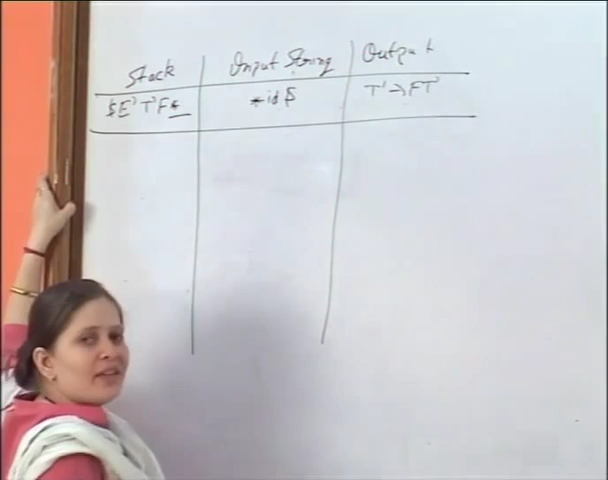 Stack Input String Output
$E'T'F* *id$ T'→FT'